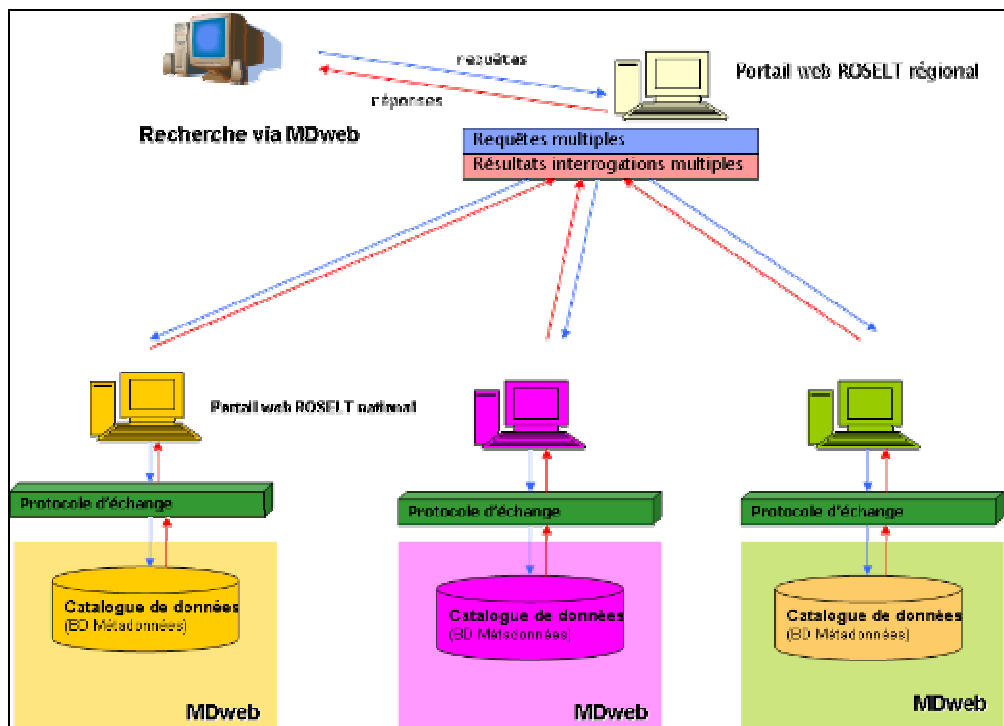 requêtes
Portail web ROSELT régional
réponses
Recherche via MDweb
Requêtes multiples
Résultats interrogations multiples
Portail web ROSELT national
Protocole d'échange
Protocole d'échange
Protocole d'échange
Catalogue de données
(BD Métadonnées)
Catalogue de données
(BD Métadonnées)
Catalogue de données
(BD Métadonnées)
MDweb
MDweb
MDweb